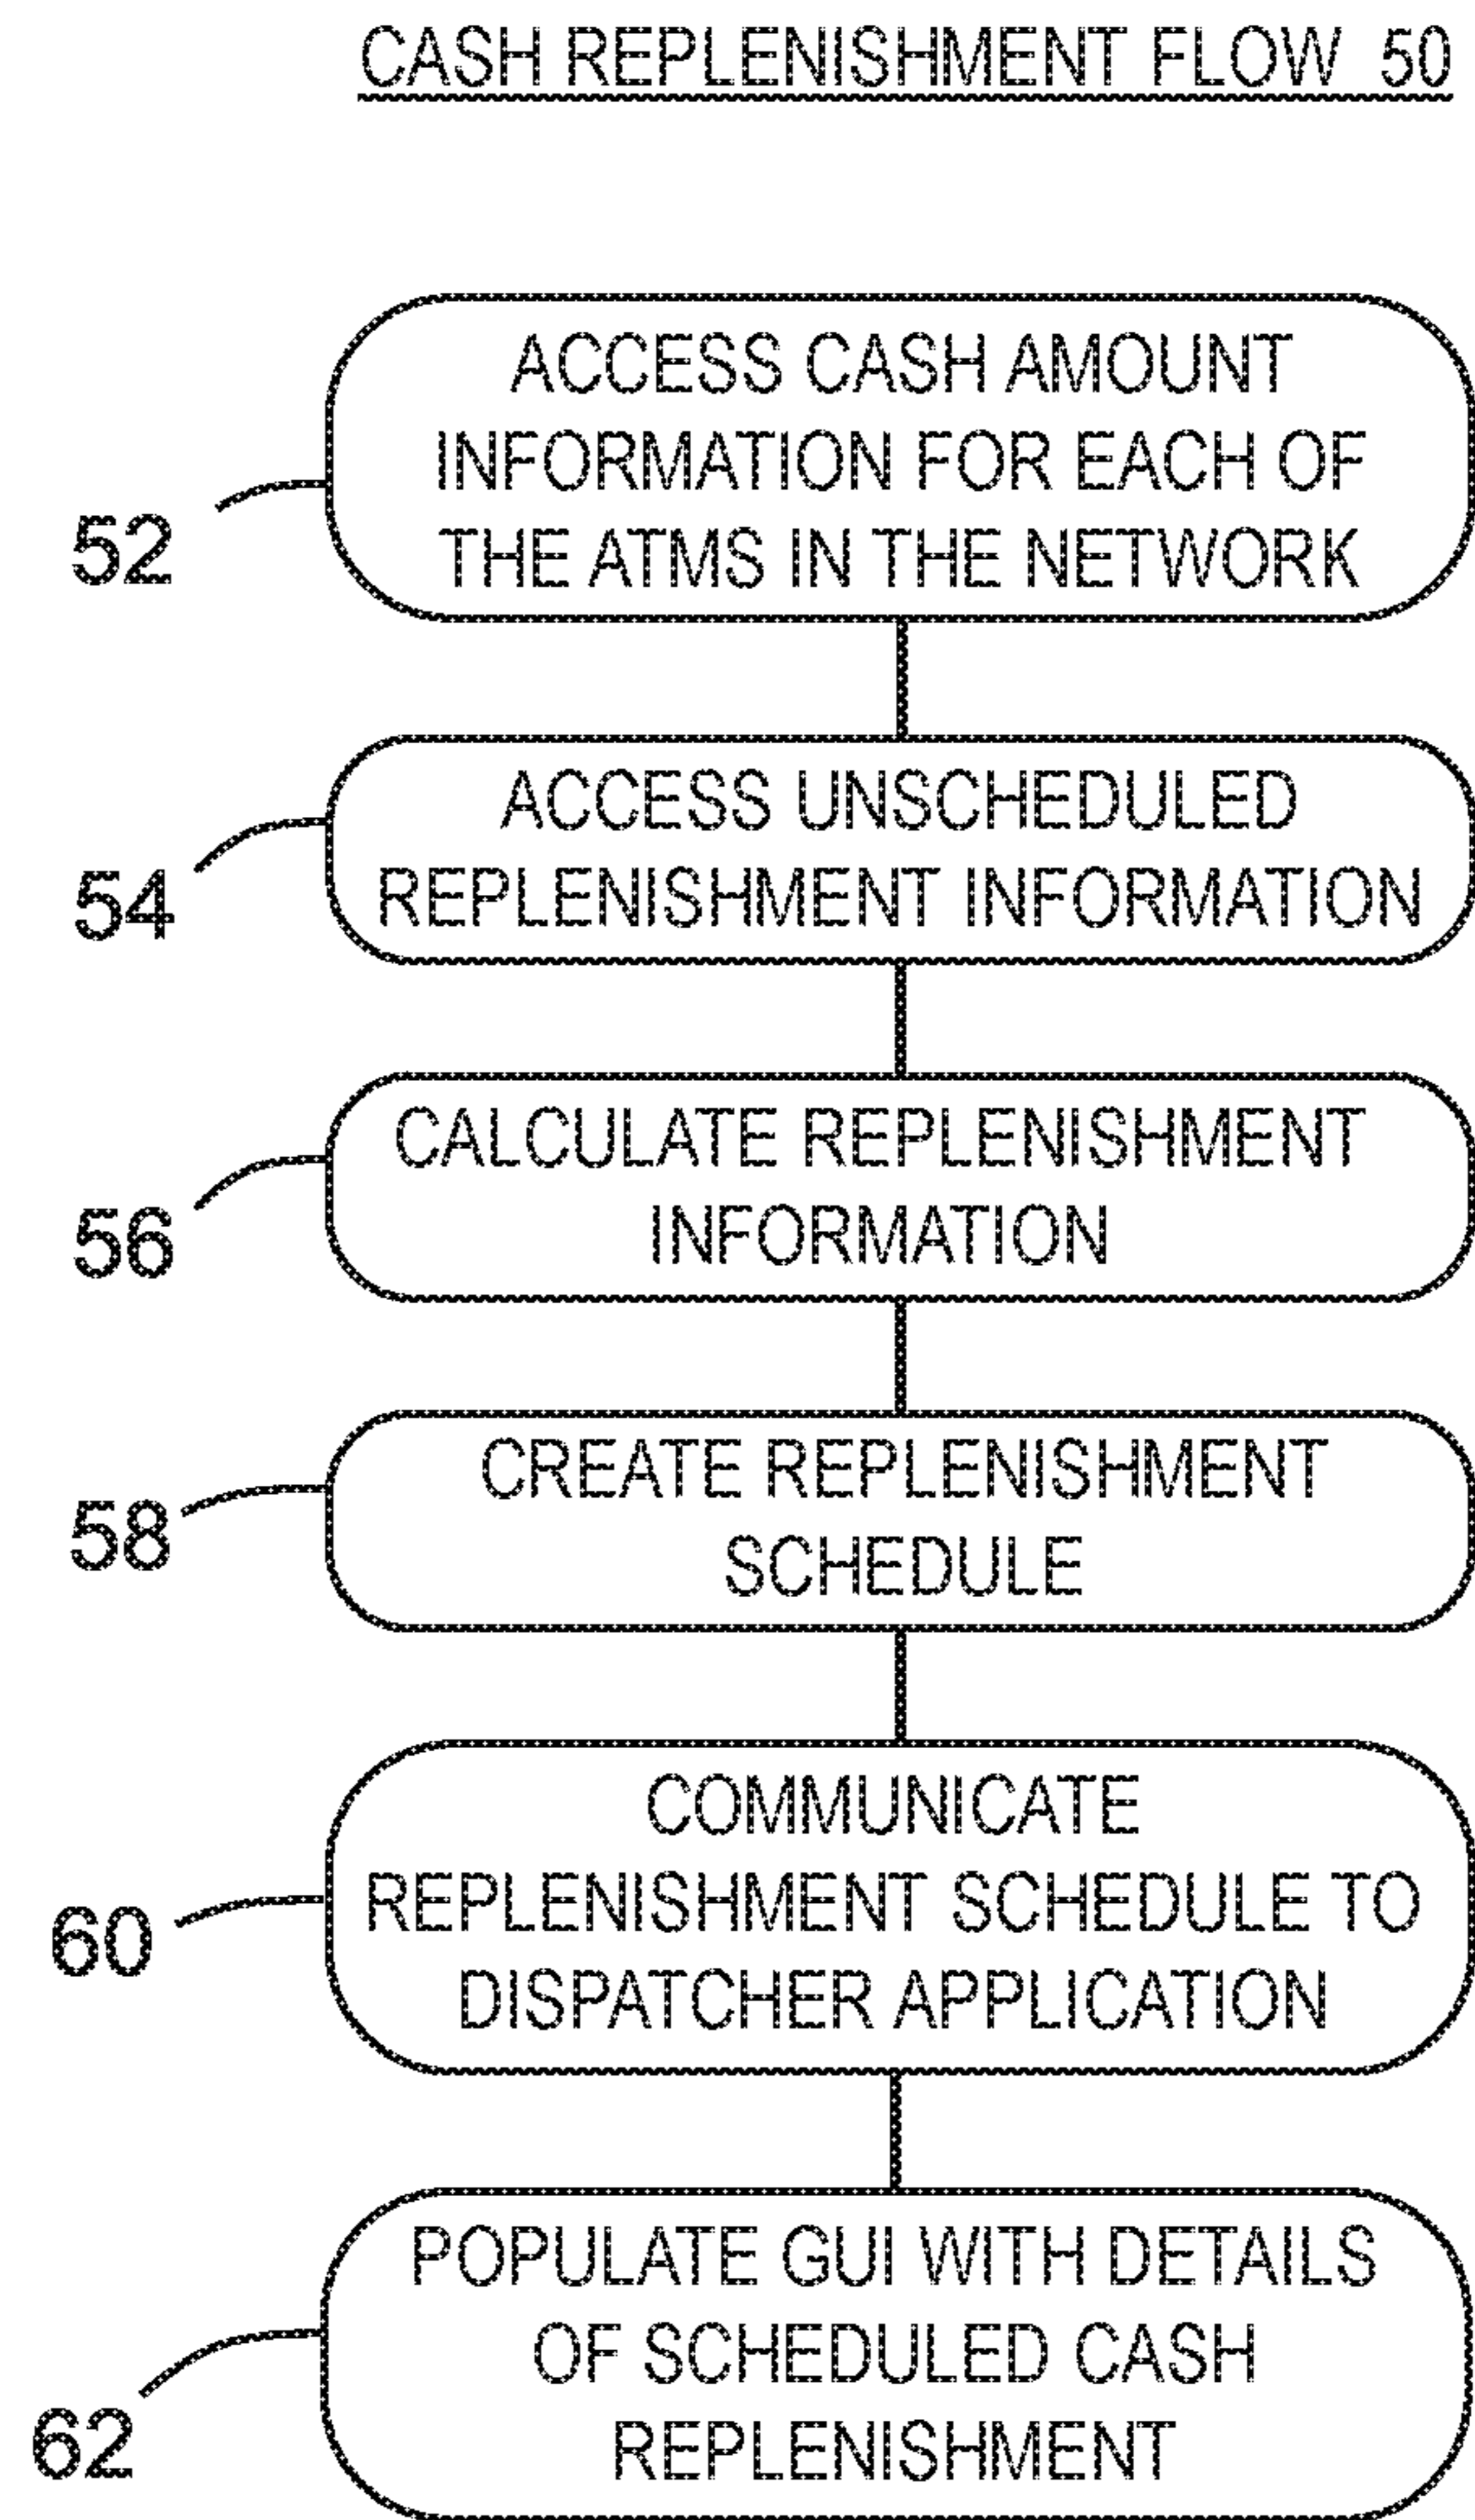 CASH REPLENISHMENT FLOW 50
ACCESS CASH AMOUNT
INFORMATION FOR EACH OF
THE ATMS IN THE NETWORK
52
ACCESS UNSCHEDULED
REPLENISHMENT INFORMATION
54
CALCULATE REPLENISHMENT
INFORMATION
56
CREATE REPLENISHMENT
SCHEDULE
58
COMMUNICATE
REPLENISHMENT SCHEDULE TO
DISPATCHER APPLICATION
60
POPULATE GUI WITH DETAILS
OF SCHEDULED CASH
REPLENISHMENT
62